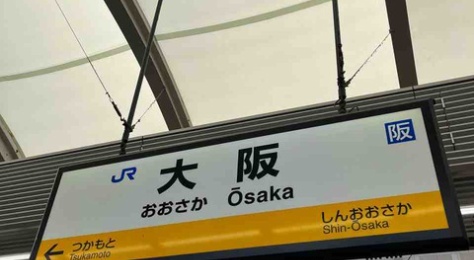 JR 大阪 阪
おおさか Ōsaka
しんおおさか
Shin-Ōsaka
← つかもと
Tsukamoto